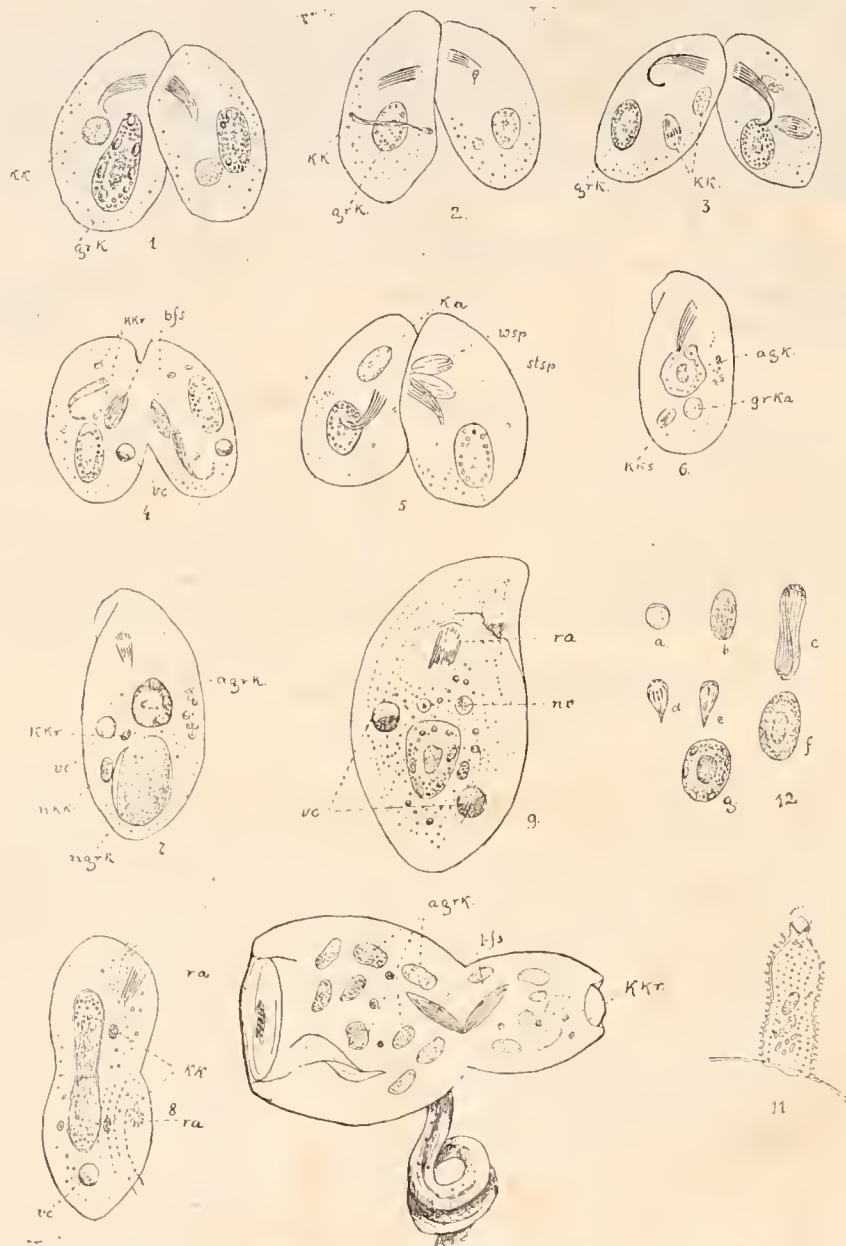 KK
grk
1
KK
grk.
2.
grk.
KK.
3
KKr
bfs
vc
4
Ka
wsp
stsp
5
agk.
grKa
KKs
6.
agrk.
KKr
vc
nkk
ngrk
7
ra
nc
vc
9.
a.
b
c
d
e
f
g.
12
ra
KK
8
ra
vc
agrk.
bfs
KKr.
11